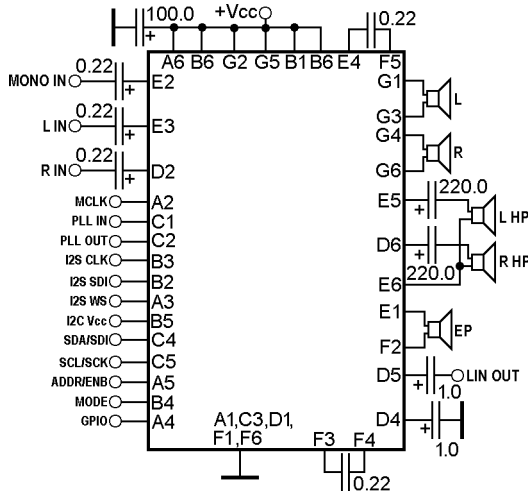 100.0 +Vcc 0.22
A6 B6 G2 G5 B1 B6 E4 F5
MONO IN 0.22 + E2
L IN 0.22 + E3
R IN 0.22 + D2
MCLK A2
PLL IN C1
PLL OUT C2
I2S CLK B3
I2S SDI B2
I2S WS A3
I2C Vcc B5
SDA/SDI C4
SCL/SCK C5
ADDR/ENB A5
MODE B4
GPIO A4
G1
G3 L
G4
G6 R
E5 + 220.0 L HP
D6 + 220.0 R HP
E6
E1
F2 EP
D5 + 1.0 LIN OUT
D4 + 1.0
A1,C3,D1,
F1,F6
F3 F4
0.22